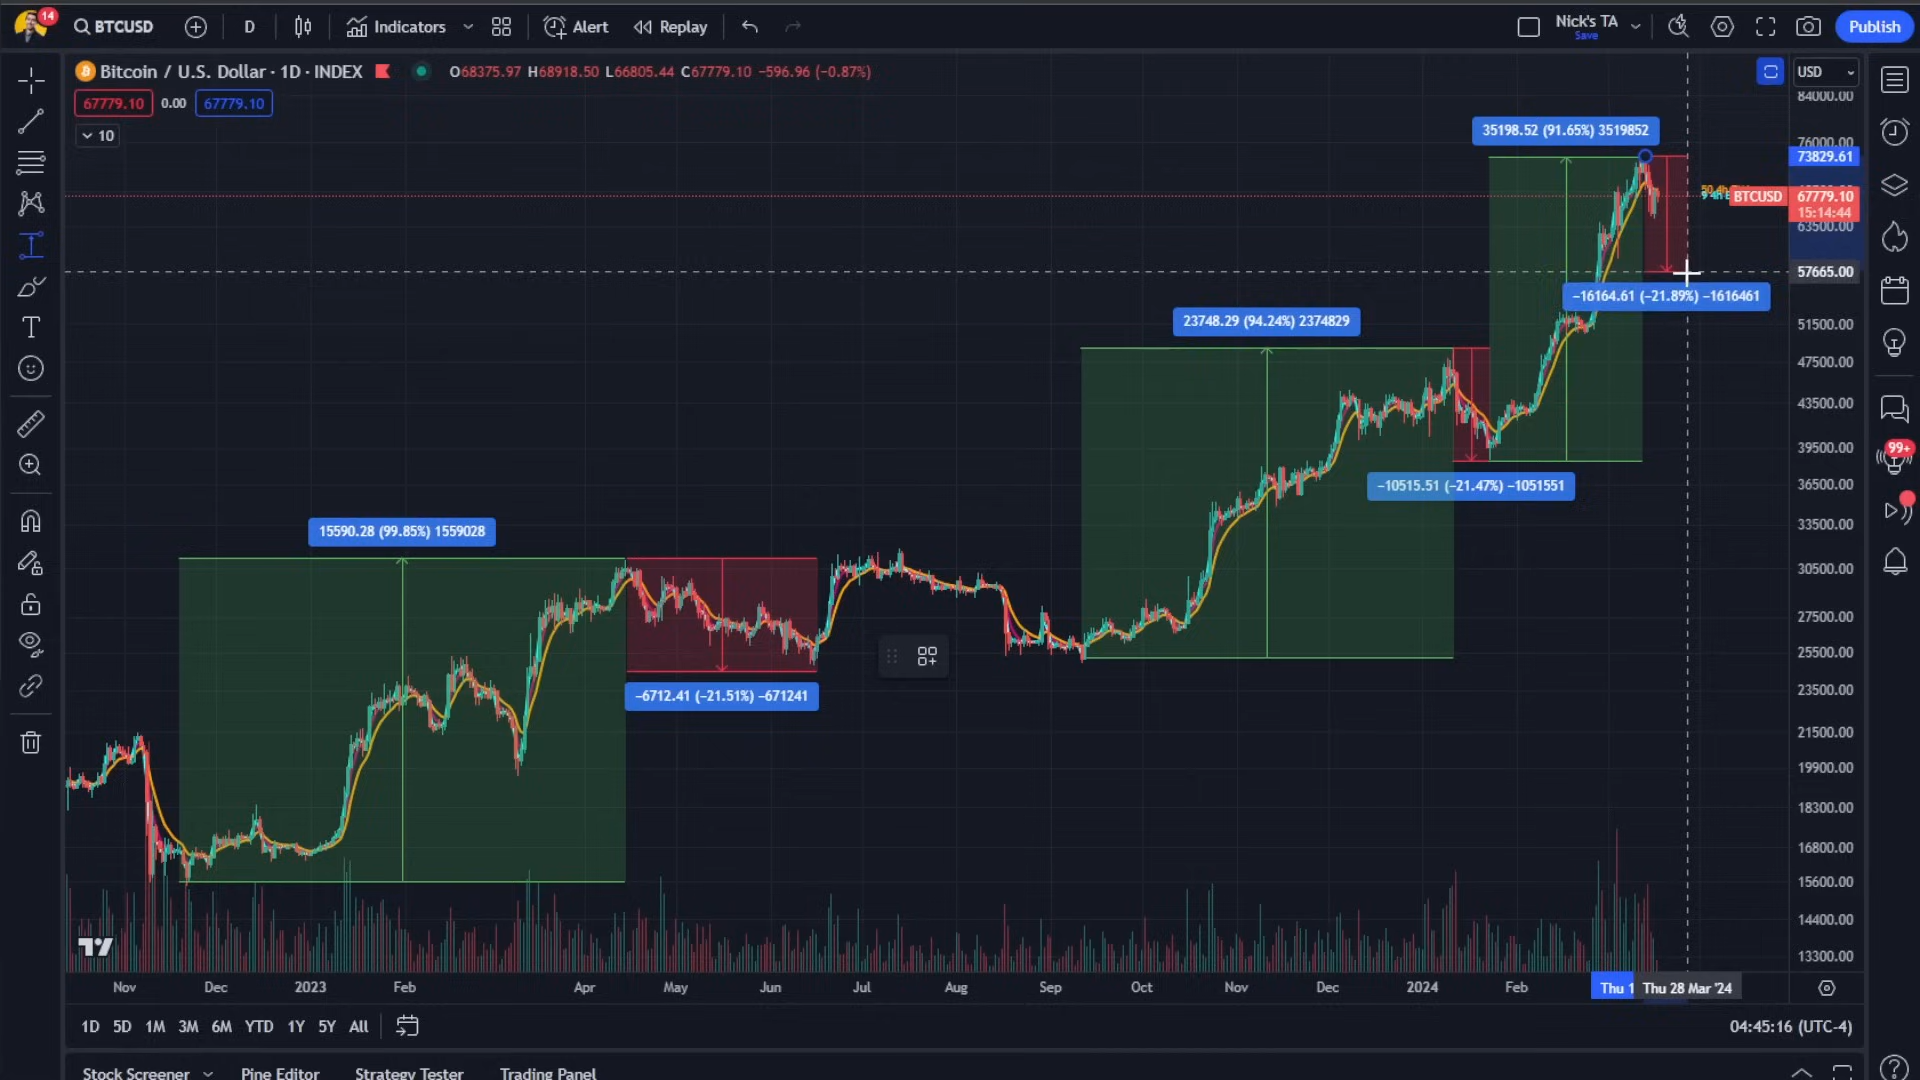 14
BTCUSD
D
Indicators
Alert
Replay
Nick's TA
Save
Publish
Bitcoin / U.S. Dollar · 1D · INDEX
O68375.97 H68918.50 L66805.44 C67779.10 −596.96 (−0.87%)
USD
67779.10 0.00 67779.10
10
84000.00
35198.52 (91.65%) 3519852
76000.00
73829.61
BTCUSD
67779.10
15:14:44
63500.00
57665.00
−16164.61 (−21.89%) −1616461
23748.29 (94.24%) 2374829
51500.00
47500.00
43500.00
39500.00
−10515.51 (−21.47%) −1051551
36500.00
99+
15590.28 (99.85%) 1559028
33500.00
30500.00
27500.00
25500.00
−6712.41 (−21.51%) −671241
23500.00
21500.00
19900.00
18300.00
16800.00
15600.00
14400.00
13300.00
Nov Dec 2023 Feb Apr May Jun Jul Aug Sep Oct Nov Dec 2024 Feb Thu 1 Thu 28 Mar '24
1D 5D 1M 3M 6M YTD 1Y 5Y All
04:45:16 (UTC-4)
Stock Screener Pine Editor Strategy Tester Trading Panel